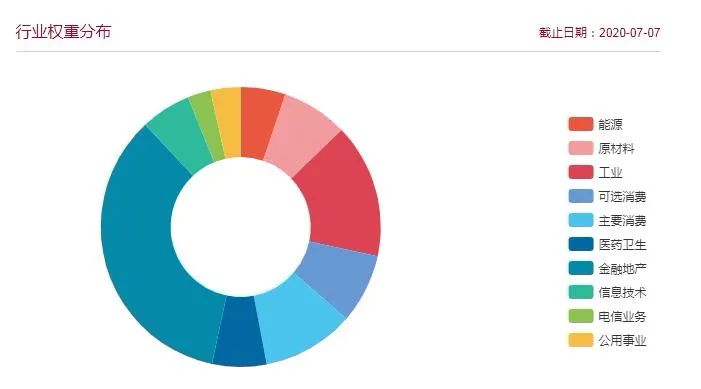 行业权重分布
截止日期：2020-07-07
能源
原材料
工业
可选消费
主要消费
医药卫生
金融地产
信息技术
电信业务
公用事业